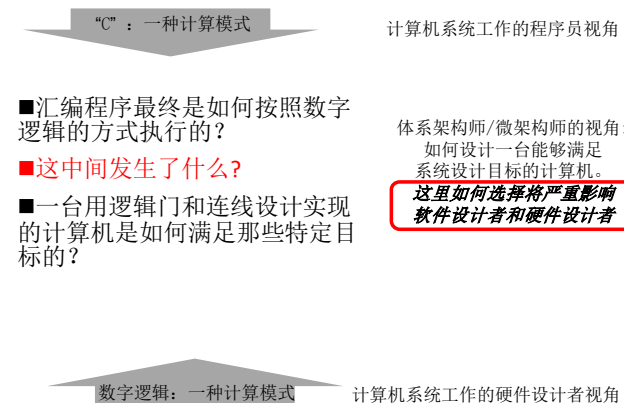 “C”：一种计算模式
计算机系统工作的程序员视角
■汇编程序最终是如何按照数字
逻辑的方式执行的？
■这中间发生了什么?
■一台用逻辑门和连线设计实现
的计算机是如何满足那些特定目
标的？
体系架构师/微架构师的视角：
如何设计一台能够满足
系统设计目标的计算机。
这里如何选择将严重影响
软件设计者和硬件设计者
数字逻辑：一种计算模式
计算机系统工作的硬件设计者视角